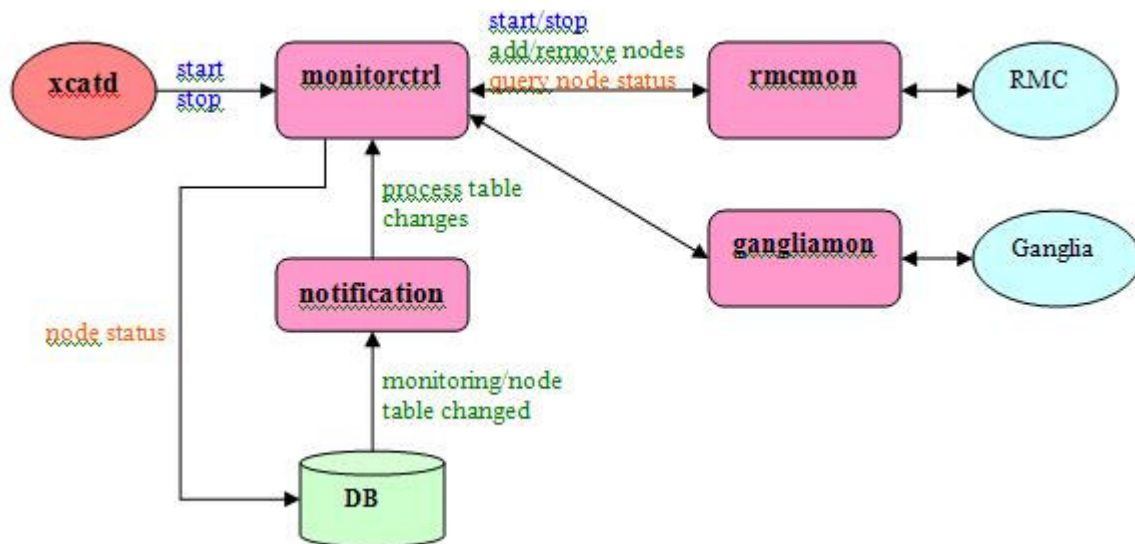 xcatd
start
stop
monitorctrl
start/stop
add/remove nodes
query node status
rmcmon
RMC
process table
changes
gangliamon
Ganglia
notification
node status
monitoring/node
table changed
DB